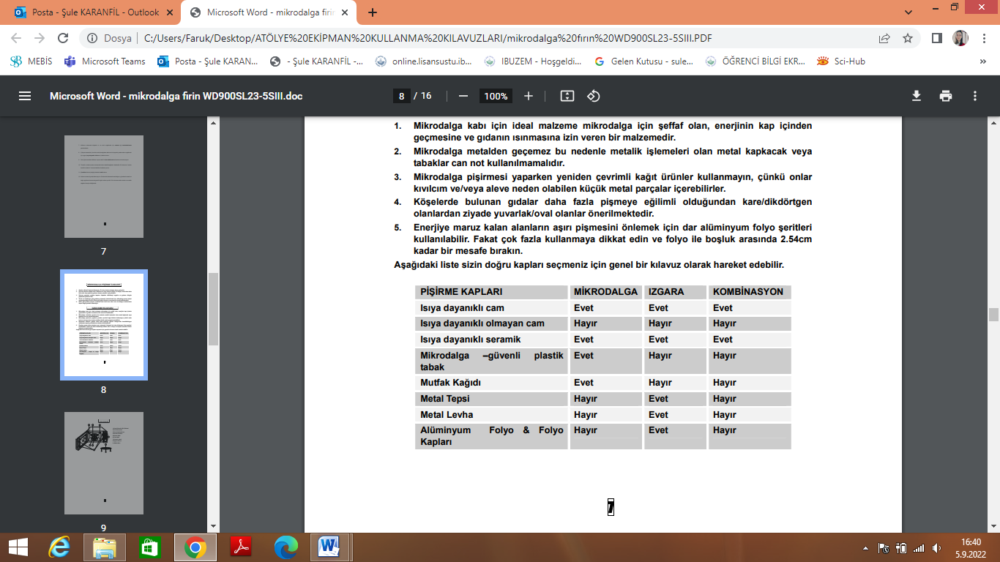 Posta - Şule KARANFİL - Outlook
Microsoft Word - mikrodalga firin
Dosya
C:/Users/Faruk/Desktop/ATÖLYE%20EKİPMAN%20KULLANMA%20KILAVUZLARI/mikrodalga%20fırın%20WD900SL23-5SIII.PDF
MEBİS
Microsoft Teams
Posta - Şule KARAN...
- Şule KARANFİL -...
online.lisansustu.ib...
IBUZEM - Hoşgeldi...
Gelen Kutusu - sule...
ÖĞRENCİ BİLGİ EKR...
Sci-Hub
»
Microsoft Word - mikrodalga firin WD900SL23-5SIII.doc
8 / 16
100%
7
8
9
1. Mikrodalga kabı için ideal malzeme mikrodalga için şeffaf olan, enerjinin kap içinden
geçmesine ve gıdanın ısınmasına izin veren bir malzemedir.
2. Mikrodalga metalden geçemez bu nedenle metalik işlemeleri olan metal kapkacak veya
tabaklar can not kullanılmamalıdır.
3. Mikrodalga pişirmesi yaparken yeniden çevrimli kağıt ürünler kullanmayın, çünkü onlar
kıvılcım ve/veya aleve neden olabilen küçük metal parçalar içerebilirler.
4. Köşelerde bulunan gıdalar daha fazla pişmeye eğilimli olduğundan kare/dikdörtgen
olanlardan ziyade yuvarlak/oval olanlar önerilmektedir.
5. Enerjiye maruz kalan alanların aşırı pişmesini önlemek için dar alüminyum folyo şeritleri
kullanılabilir. Fakat çok fazla kullanmaya dikkat edin ve folyo ile boşluk arasında 2.54cm
kadar bir mesafe bırakın.
Aşağıdaki liste sizin doğru kapları seçmeniz için genel bir kılavuz olarak hareket edebilir.
PİŞİRME KAPLARI MİKRODALGA IZGARA KOMBİNASYON
Isıya dayanıklı cam Evet Evet Evet
Isıya dayanıklı olmayan cam Hayır Hayır Hayır
Isıya dayanıklı seramik Evet Evet Evet
Mikrodalga –güvenli plastik Evet Hayır Hayır
tabak
Mutfak Kağıdı Evet Hayır Hayır
Metal Tepsi Hayır Evet Hayır
Metal Levha Hayır Evet Hayır
Alüminyum Folyo & Folyo Hayır Evet Hayır
Kapları
7
16:40
5.9.2022